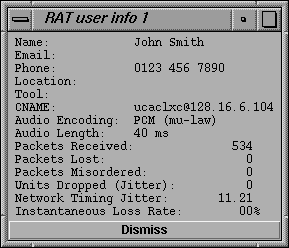 RAT user info 1
Name: John Smith
Email:
Phone: 0123 456 7890
Location:
Tool:
CNAME: ucaclxc@128.16.6.104
Audio Encoding: PCM (mu-law)
Audio Length: 40 ms
Packets Received: 534
Packets Lost: 0
Packets Misordered: 0
Units Dropped (Jitter): 0
Network Timing Jitter: 11.21
Instantaneous Loss Rate: 00%
Dismiss